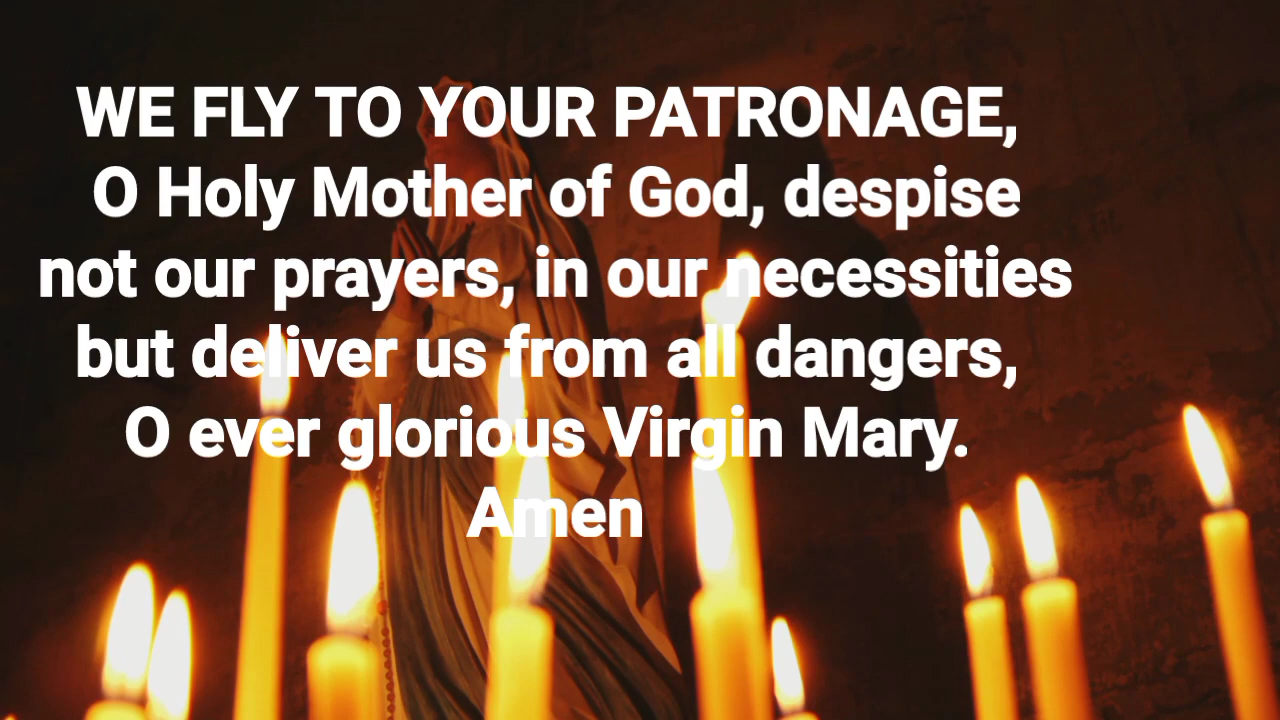 WE FLY TO YOUR PATRONAGE,
O Holy Mother of God, despise
not our prayers, in our necessities
but deliver us from all dangers,
O ever glorious Virgin Mary.
Amen